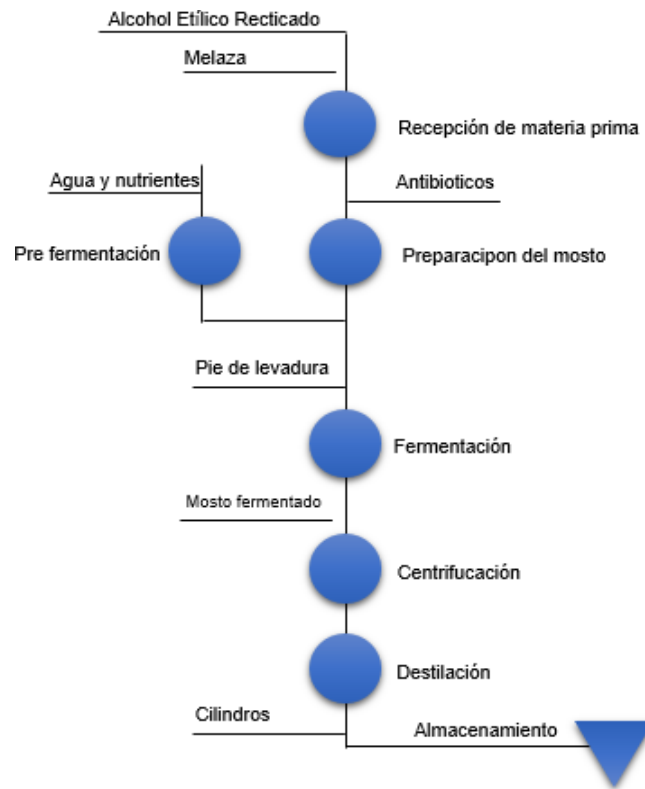 Alcohol Etílico Recticado
Melaza
Recepción de materia prima
Agua y nutrientes
Antibioticos
Pre fermentación
Preparacipon del mosto
Pie de levadura
Fermentación
Mosto fermentado
Centrifucación
Destilación
Cilindros
Almacenamiento